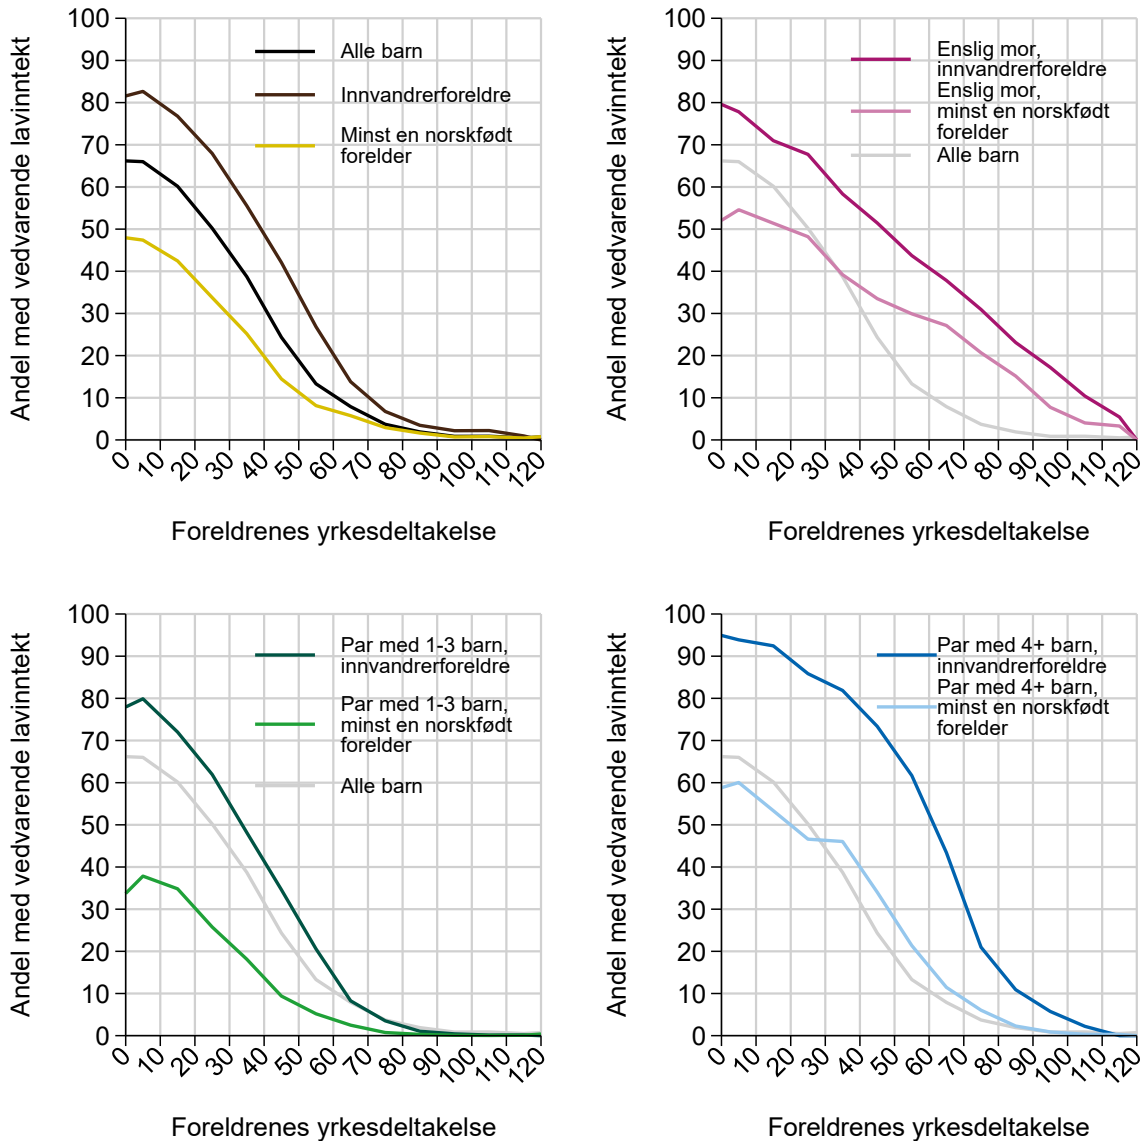 Andel med vedvarende lavinntekt
100
90
80
70
60
50
40
30
20
10
0
Alle barn
Innvandrerforeldre
Minst en norskfødt
forelder
0 10 20 30 40 50 60 70 80 90 100 110 120
Foreldrenes yrkesdeltakelse
Andel med vedvarende lavinntekt
100
90
80
70
60
50
40
30
20
10
0
Enslig mor,
innvandrerforeldre
Enslig mor,
minst en norskfødt
forelder
Alle barn
0 10 20 30 40 50 60 70 80 90 100 110 120
Foreldrenes yrkesdeltakelse
Andel med vedvarende lavinntekt
100
90
80
70
60
50
40
30
20
10
0
Par med 1-3 barn,
innvandrerforeldre
Par med 1-3 barn,
minst en norskfødt
forelder
Alle barn
0 10 20 30 40 50 60 70 80 90 100 110 120
Foreldrenes yrkesdeltakelse
Andel med vedvarende lavinntekt
100
90
80
70
60
50
40
30
20
10
0
Par med 4+ barn,
innvandrerforeldre
Par med 4+ barn,
minst en norskfødt
forelder
0 10 20 30 40 50 60 70 80 90 100 110 120
Foreldrenes yrkesdeltakelse